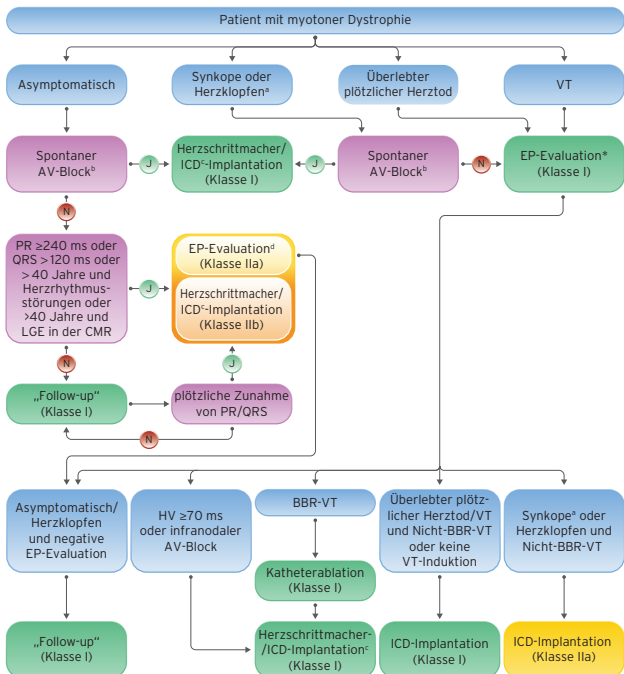 Patient mit myotoner Dystrophie
Asymptomatisch
Synkope oder
Herzklopfenᵃ
Überlebter
plötzlicher Herztod
VT
Spontaner
AV-Blockᵇ
J
Herzschrittmacher/
ICDᶜ-Implantation
(Klasse I)
J
Spontaner
AV-Blockᵇ
N
EP-Evaluation*
(Klasse I)
N
PR ≥240 ms oder
QRS >120 ms oder
>40 Jahre und
Herzrhythmus-
störungen oder
>40 Jahre und
LGE in der CMR
J
EP-Evaluationᵈ
(Klasse IIa)
Herzschrittmacher/
ICDᶜ-Implantation
(Klasse IIb)
N
J
„Follow-up“
(Klasse I)
plötzliche Zunahme
von PR/QRS
N
Asymptomatisch/
Herzklopfen
und negative
EP-Evaluation
HV ≥70 ms
oder infranodaler
AV-Block
BBR-VT
Überlebter plötz-
licher Herztod/VT
und Nicht-BBR-VT
oder keine
VT-Induktion
Synkopeᵃ oder
Herzklopfen und
Nicht-BBR-VT
Katheterablation
(Klasse I)
„Follow-up“
(Klasse I)
Herzschrittmacher-
/ICD-Implantationᶜ
(Klasse I)
ICD-Implantation
(Klasse I)
ICD-Implantation
(Klasse IIa)